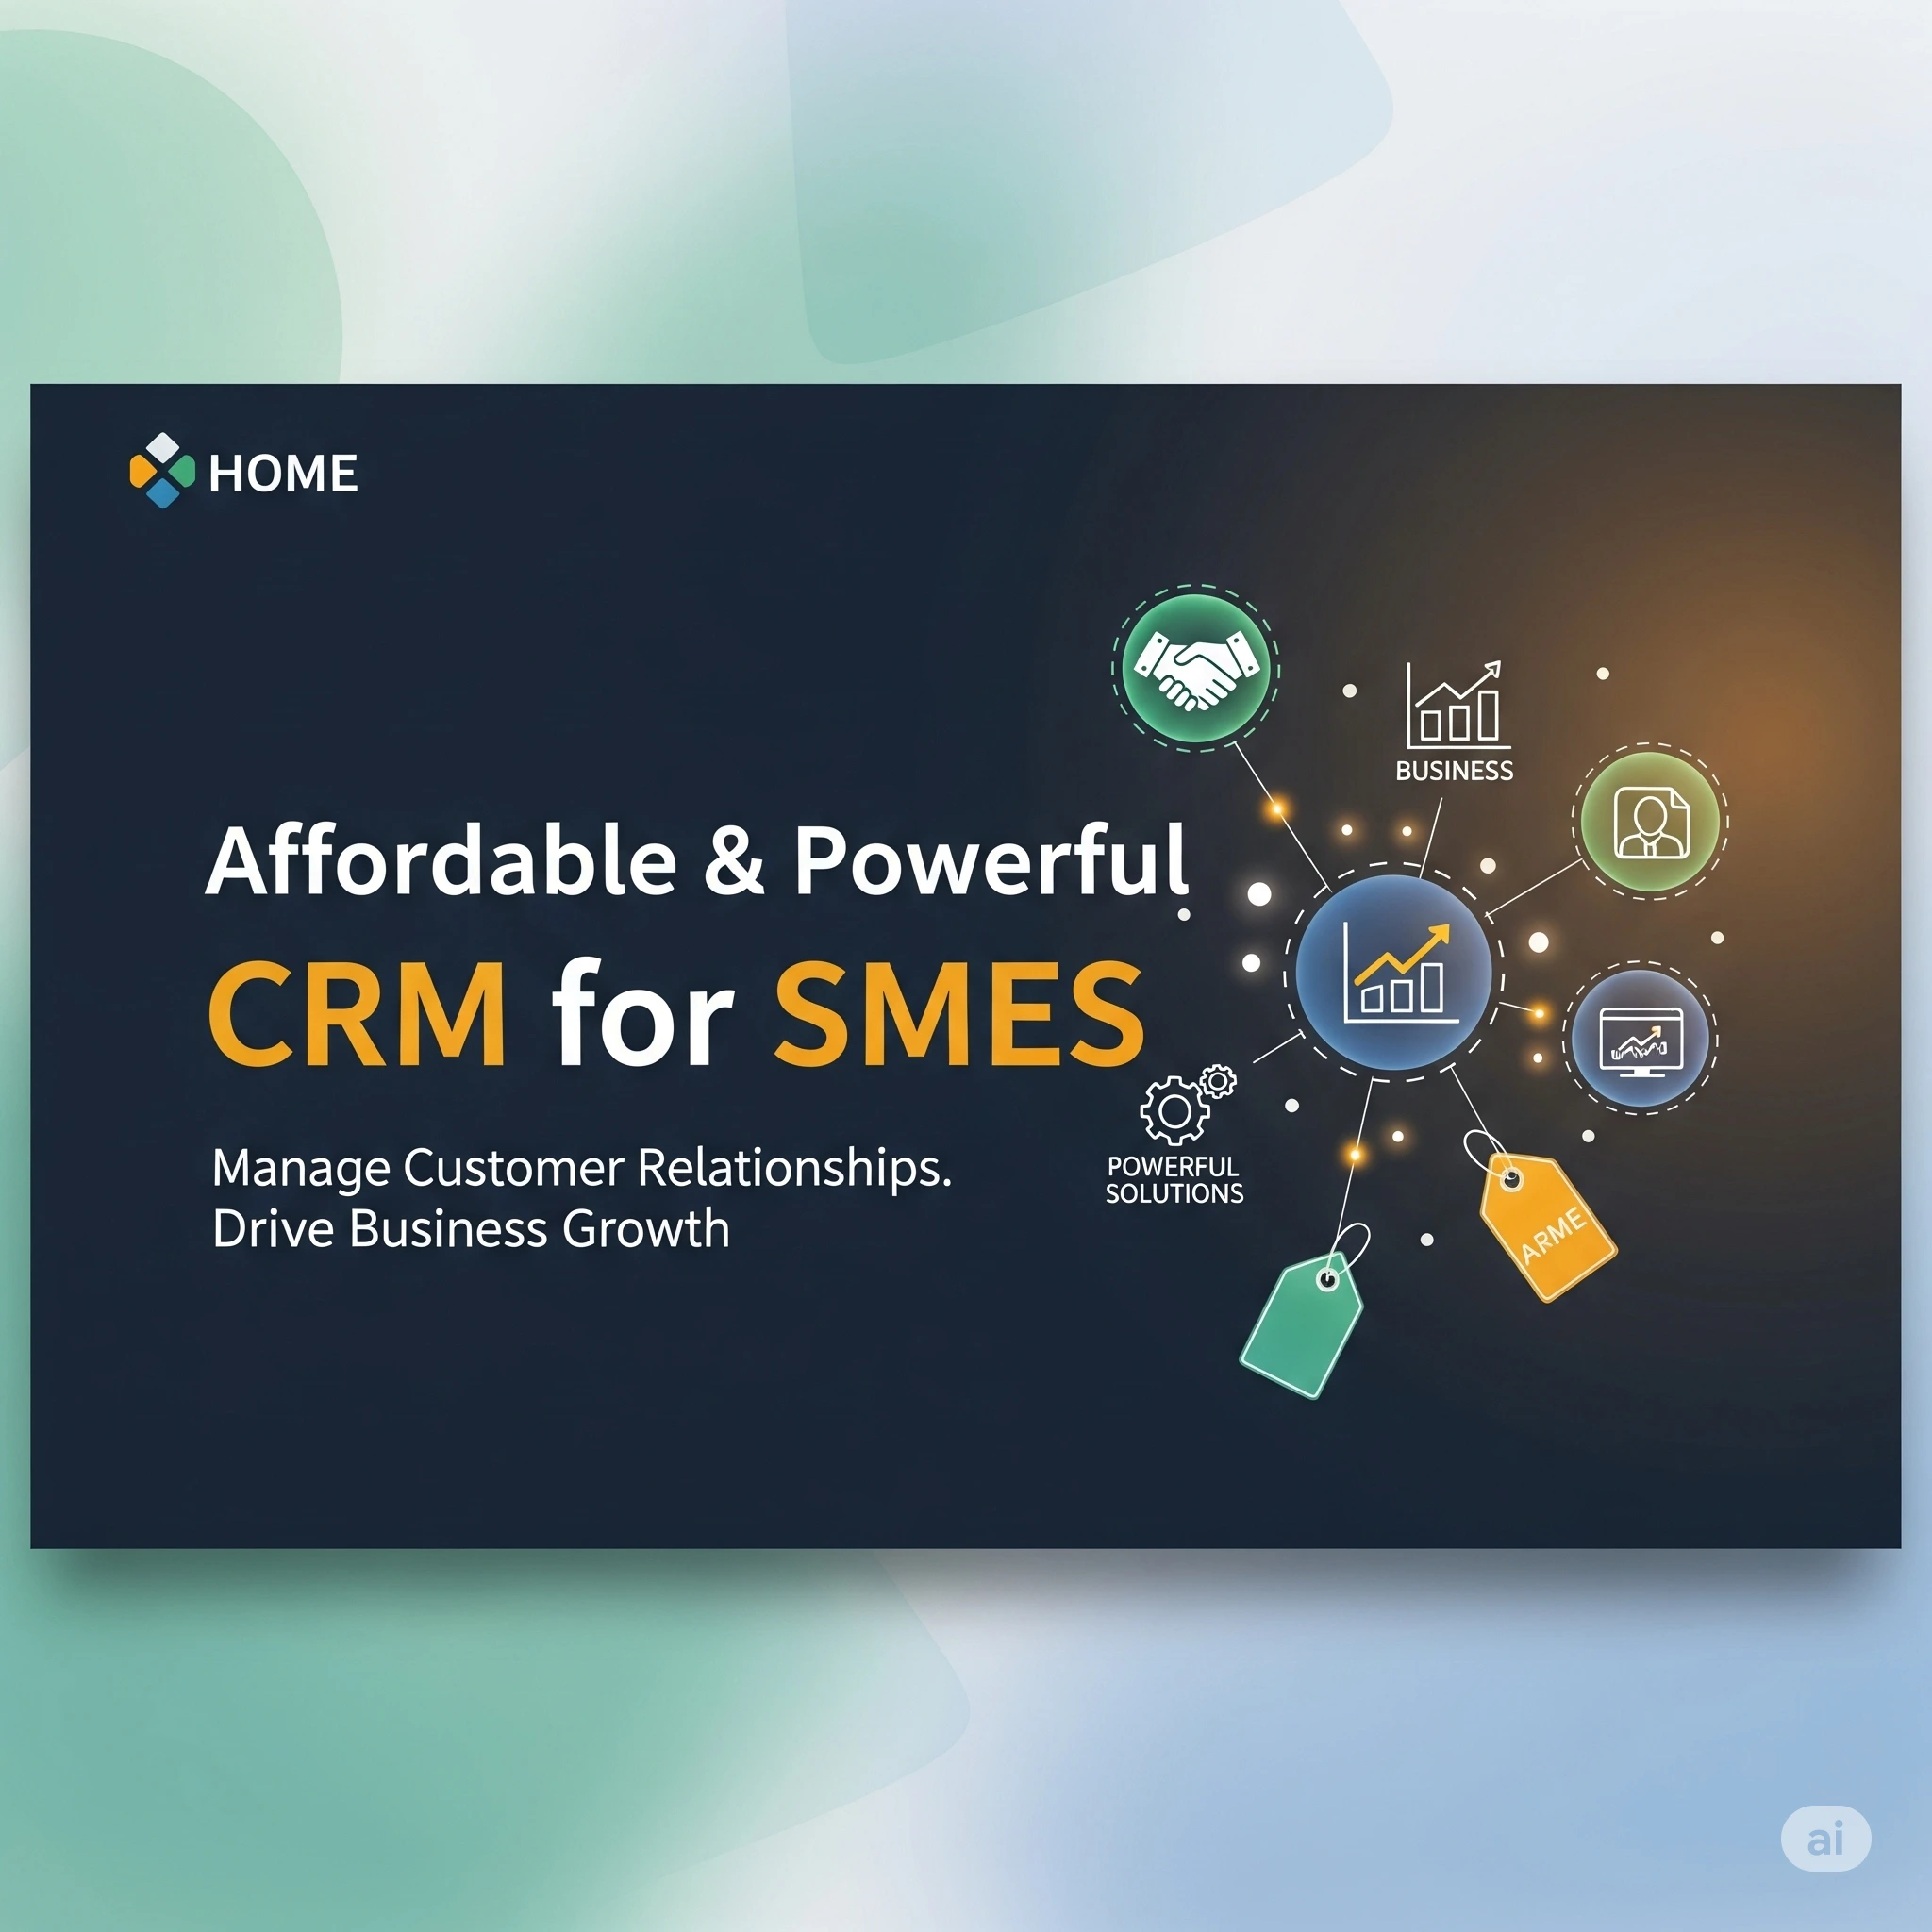 HOME
Affordable & Powerful
CRM for SMES
Manage Customer Relationships.
Drive Business Growth
BUSINESS
POWERFUL
SOLUTIONS
ARME
ai